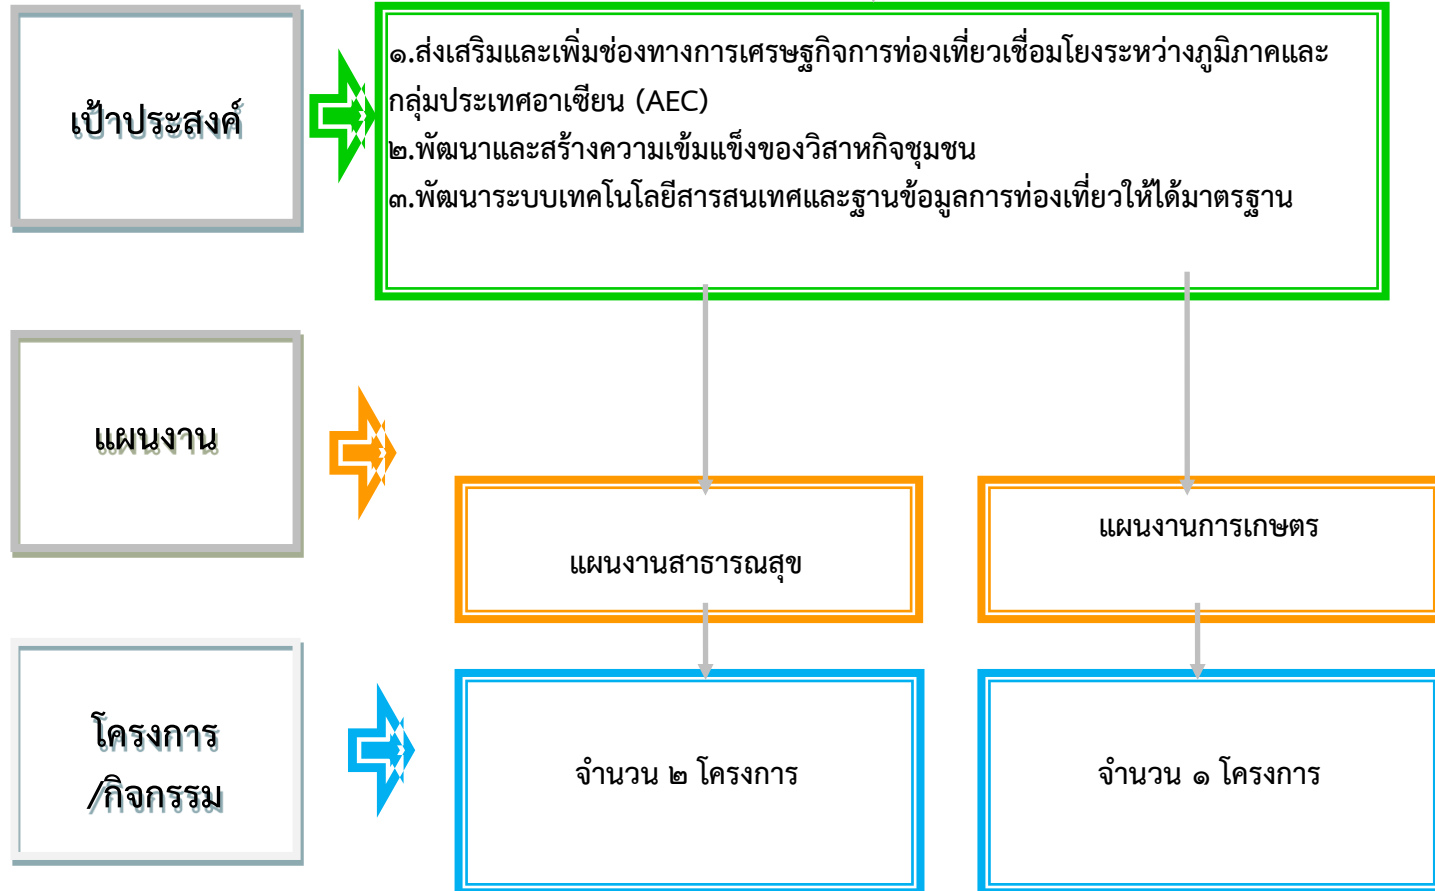 เป้าประสงค์
๑.ส่งเสริมและเพิ่มช่องทางการเศรษฐกิจการท่องเที่ยวเชื่อมโยงระหว่างภูมิภาคและ
กลุ่มประเทศอาเซียน (AEC)
๒.พัฒนาและสร้างความเข้มแข็งของวิสาหกิจชุมชน
๓.พัฒนาระบบเทคโนโลยีสารสนเทศและฐานข้อมูลการท่องเที่ยวให้ได้มาตรฐาน
แผนงาน
แผนงานสาธารณสุข
แผนงานการเกษตร
โครงการ
/กิจกรรม
จำนวน ๒ โครงการ
จำนวน ๑ โครงการ